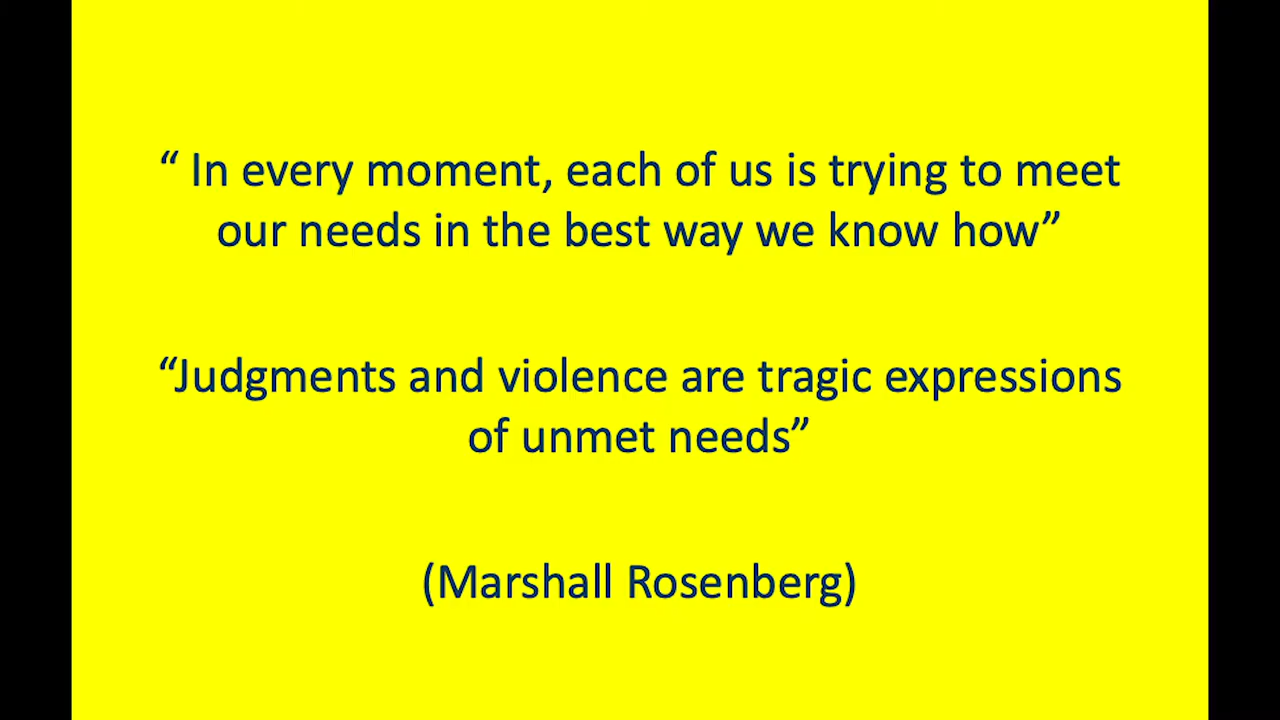 “ In every moment, each of us is trying to meet
our needs in the best way we know how”
“Judgments and violence are tragic expressions
of unmet needs”
(Marshall Rosenberg)